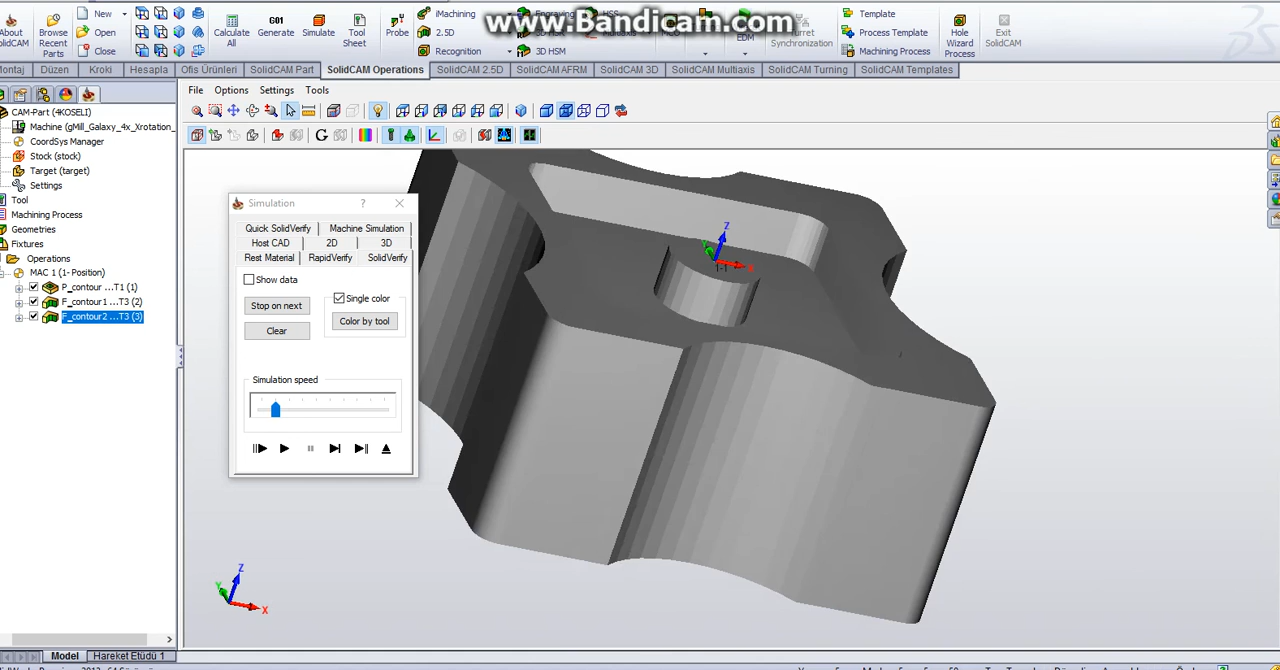 www.Bandicam.com
About
SolidCAM
Browse
Recent
Parts
New
Open
Close
Calculate
All
G01
Generate
Simulate
Tool
Sheet
Probe
iMachining
2.5D
Recognition
Engraving
3D HSM
HSS
EDM
Turret
Synchronization
Template
Process Template
Machining Process
Hole
Wizard
Process
Exit
SolidCAM
Montaj
Düzen
Kroki
Hesapla
Ofis Ürünleri
SolidCAM Part
SolidCAM Operations
SolidCAM 2.5D
SolidCAM AFRM
SolidCAM 3D
SolidCAM Multiaxis
SolidCAM Turning
SolidCAM Templates
File Options Settings Tools
CAM-Part (4KOSELI)
Machine (gMill_Galaxy_4x_Xrotation_
CoordSys Manager
Stock (stock)
Target (target)
Settings
Tool
Machining Process
Geometries
Fixtures
Operations
MAC 1 (1- Position)
P_contour ...T1 (1)
F_contour1 ...T3 (2)
F_contour2 ...T3 (3)
Simulation
? ×
Quick SolidVerify Machine Simulation
Host CAD 2D 3D
Rest Material RapidVerify SolidVerify
Show data
Stop on next
Clear
Single color
Color by tool
Simulation speed
Z
X
1-1
Z
Y
X
Model Hareket Etüdü 1